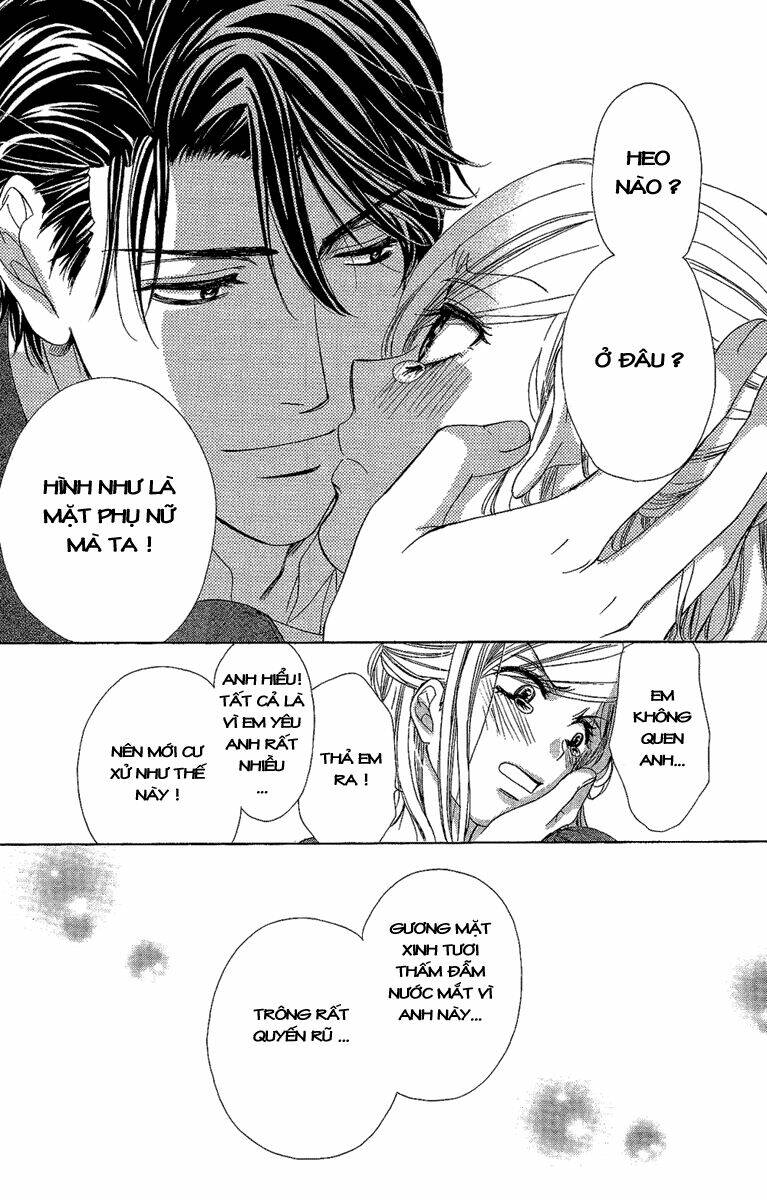 HEO
NÀO ?
Ở ĐÂU ?
HÌNH NHƯ LÀ
MẶT PHỤ NỮ
MÀ TA !
EM
KHÔNG
QUEN
ANH...
THẢ EM
RA !
ANH HIỂU!
TẤT CẢ LÀ
VÌ EM YÊU
ANH RẤT
NHIỀU
...
NÊN MỚI CƯ
XỬ NHƯ THẾ
NÀY !
GƯƠNG MẶT
XINH TƯƠI
THẤM ĐẪM
NƯỚC MẮT VÌ
ANH NÀY...
TRÔNG RẤT
QUYẾN RŨ ...